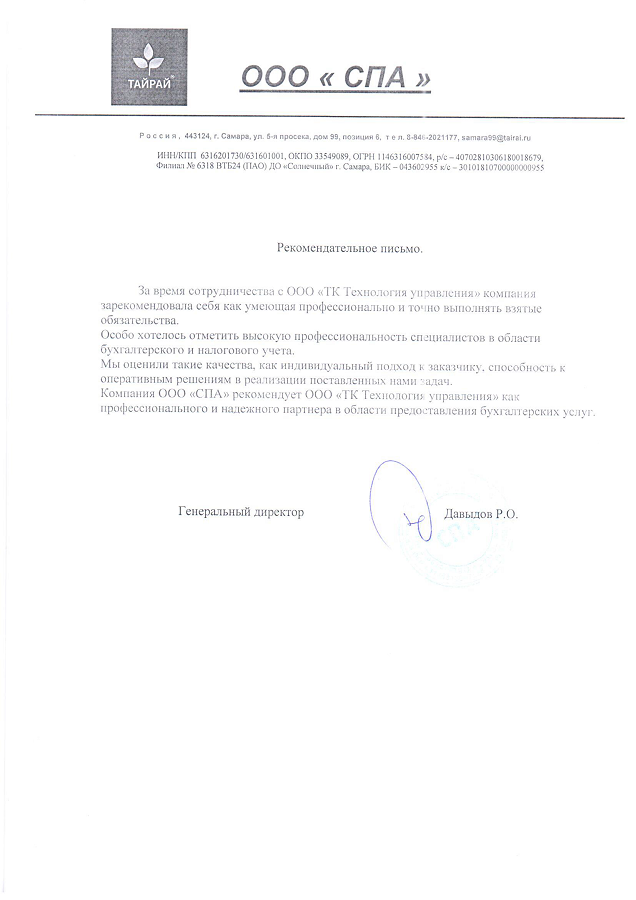 ТАЙРАЙ®
ООО « СПА »
Россия, 443124, г. Самара, ул. 5-я просека, дом 99, позиция 6, тел. 8-846-2021177, samara99@tairai.ru
ИНН/КПП 6316201730/631601001, ОКПО 33549089, ОГРН 1146316007584, р/с – 40702810306180018679,
Филиал № 6318 ВТБ24 (ПАО) ДО «Солнечный» г. Самара, БИК – 043602955 к/с – 30101810700000000955
Рекомендательное письмо.
За время сотрудничества с ООО «ТК Технология управления» компания
зарекомендовала себя как умеющая профессионально и точно выполнять взятые
обязательства.
Особо хотелось отметить высокую профессиональность специалистов в области
бухгалтерского и налогового учета.
Мы оценили такие качества, как индивидуальный подход к заказчику, способность к
оперативным решениям в реализации поставленных нами задач.
Компания ООО «СПА» рекомендует ООО «ТК Технология управления» как
профессионального и надежного партнера в области предоставления бухгалтерских услуг.
Генеральный директор Давыдов Р.О.
СПА